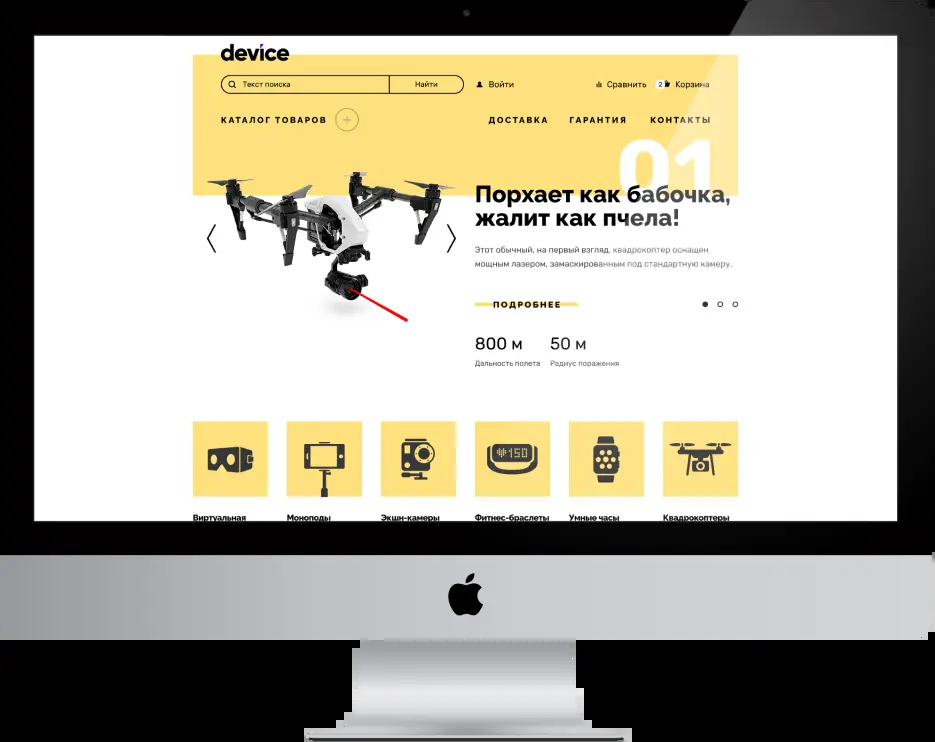 device
Текст поиска
Найти
Войти
Сравнить
2
Корзина
КАТАЛОГ ТОВАРОВ
ДОСТАВКА
ГАРАНТИЯ
КОНТАКТЫ
01
Порхает как бабочка,
жалит как пчела!
Этот обычный, на первый взгляд, квадрокоптер оснащен
мощным лазером, замаскированным под стандартную камеру.
ПОДРОБНЕЕ
800 м
50 м
Дальность полета
Радиус поражения
150
Виртуальная
Моноподы
Экшн-камеры
Фитнес-браслеты
Умные часы
Квадрокоптеры